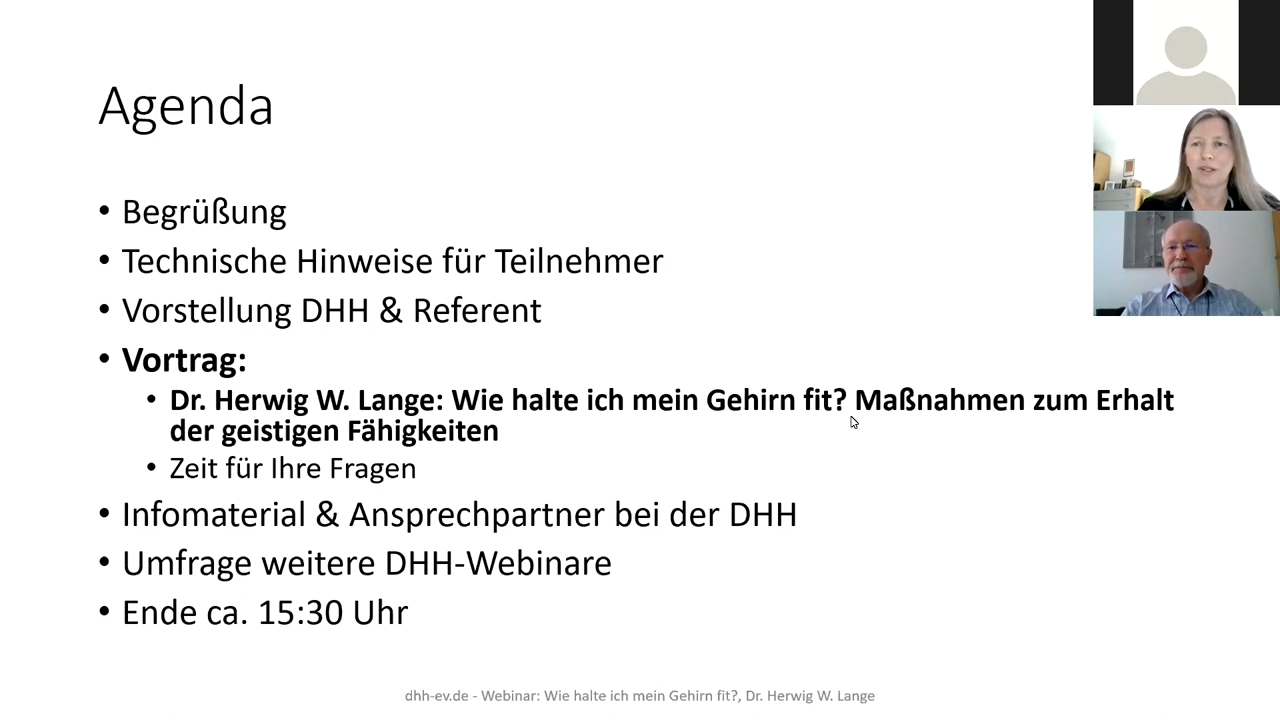 Agenda
• Begrüßung
• Technische Hinweise für Teilnehmer
• Vorstellung DHH & Referent
• Vortrag:
• Dr. Herwig W. Lange: Wie halte ich mein Gehirn fit? Maßnahmen zum Erhalt
der geistigen Fähigkeiten
• Zeit für Ihre Fragen
• Infomaterial & Ansprechpartner bei der DHH
• Umfrage weitere DHH-Webinare
• Ende ca. 15:30 Uhr
dhh-ev.de - Webinar: Wie halte ich mein Gehirn fit?, Dr. Herwig W. Lange